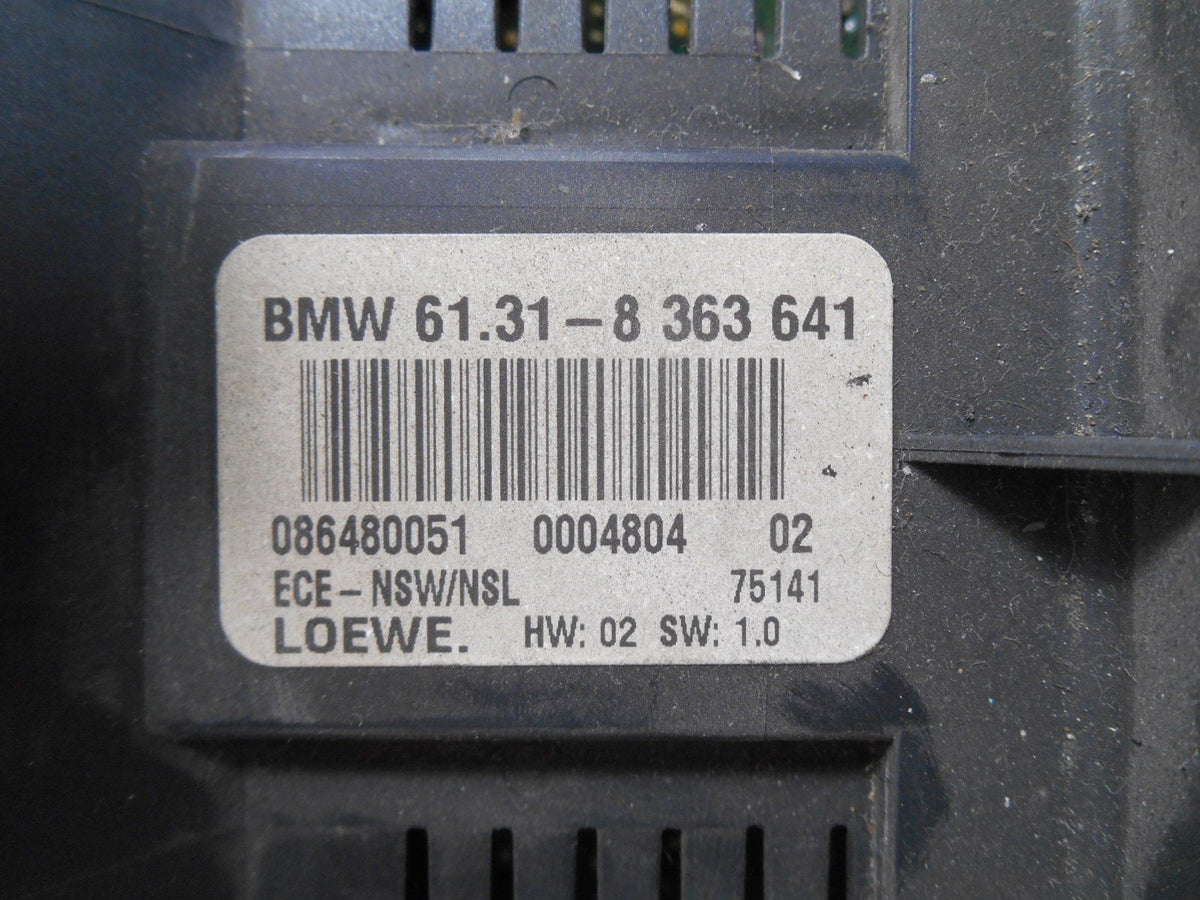 BMW 61.31-8 363 641
086480051 0004804 02
ECE-NSW/NSL 75141
LOEWE. HW: 02 SW: 1.0